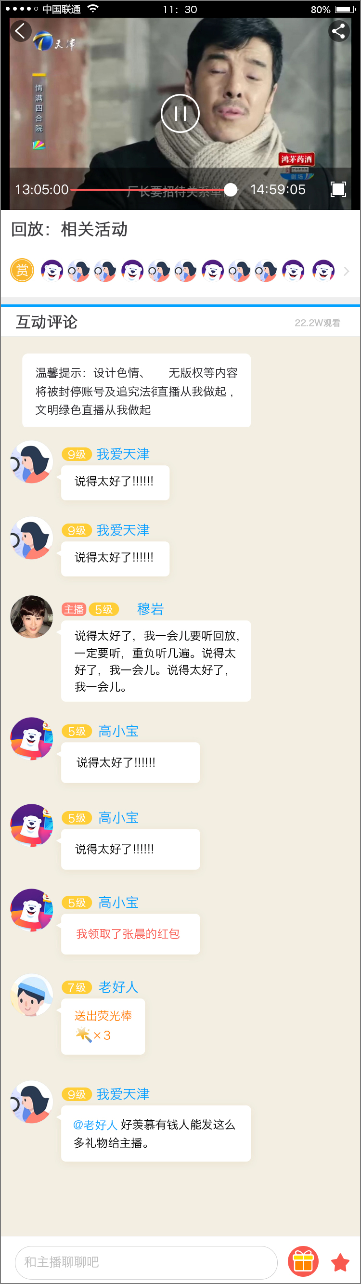 中国联通
11：30
80%
天津
情满四合院
鸿茅药酒
厂长要招待关系单
13:05:00
14:59:05
回放：相关活动
赏
互动评论
22.2W观看
温馨提示：设计色情、 无版权等内容
将被封停账号及追究法律直播从我做起，
文明绿色直播从我做起
9级 我爱天津
说得太好了!!!!!!
9级 我爱天津
说得太好了!!!!!!
主播 5级 穆岩
说得太好了，我一会儿要听回放、
一定要听，重负听几遍。说得太
好了，我一会儿。说得太好了，
我一会儿。
5级 高小宝
说得太好了!!!!!!
5级 高小宝
说得太好了!!!!!!
5级 高小宝
我领取了张晨的红包
7级 老好人
送出荧光棒
×3
9级 我爱天津
@老好人 好羡慕有钱人能发这么
多礼物给主播。
和主播聊聊吧